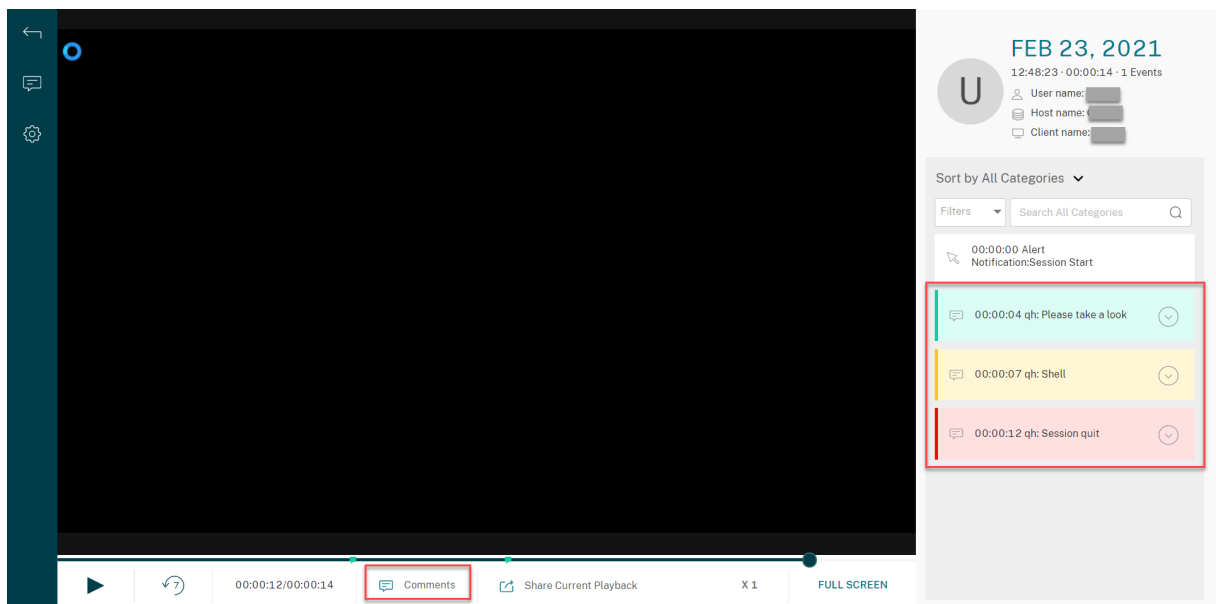 FEB 23, 2021
12:48:23 · 00:00:14 · 1 Events
U
User name:
Host name:
Client name:
Sort by All Categories
Filters
Search All Categories
00:00:00 Alert
Notification:Session Start
00:00:04 qh: Please take a look
00:00:07 qh: Shell
00:00:12 qh: Session quit
7
00:00:12/00:00:14
Comments
Share Current Playback
X 1
FULL SCREEN